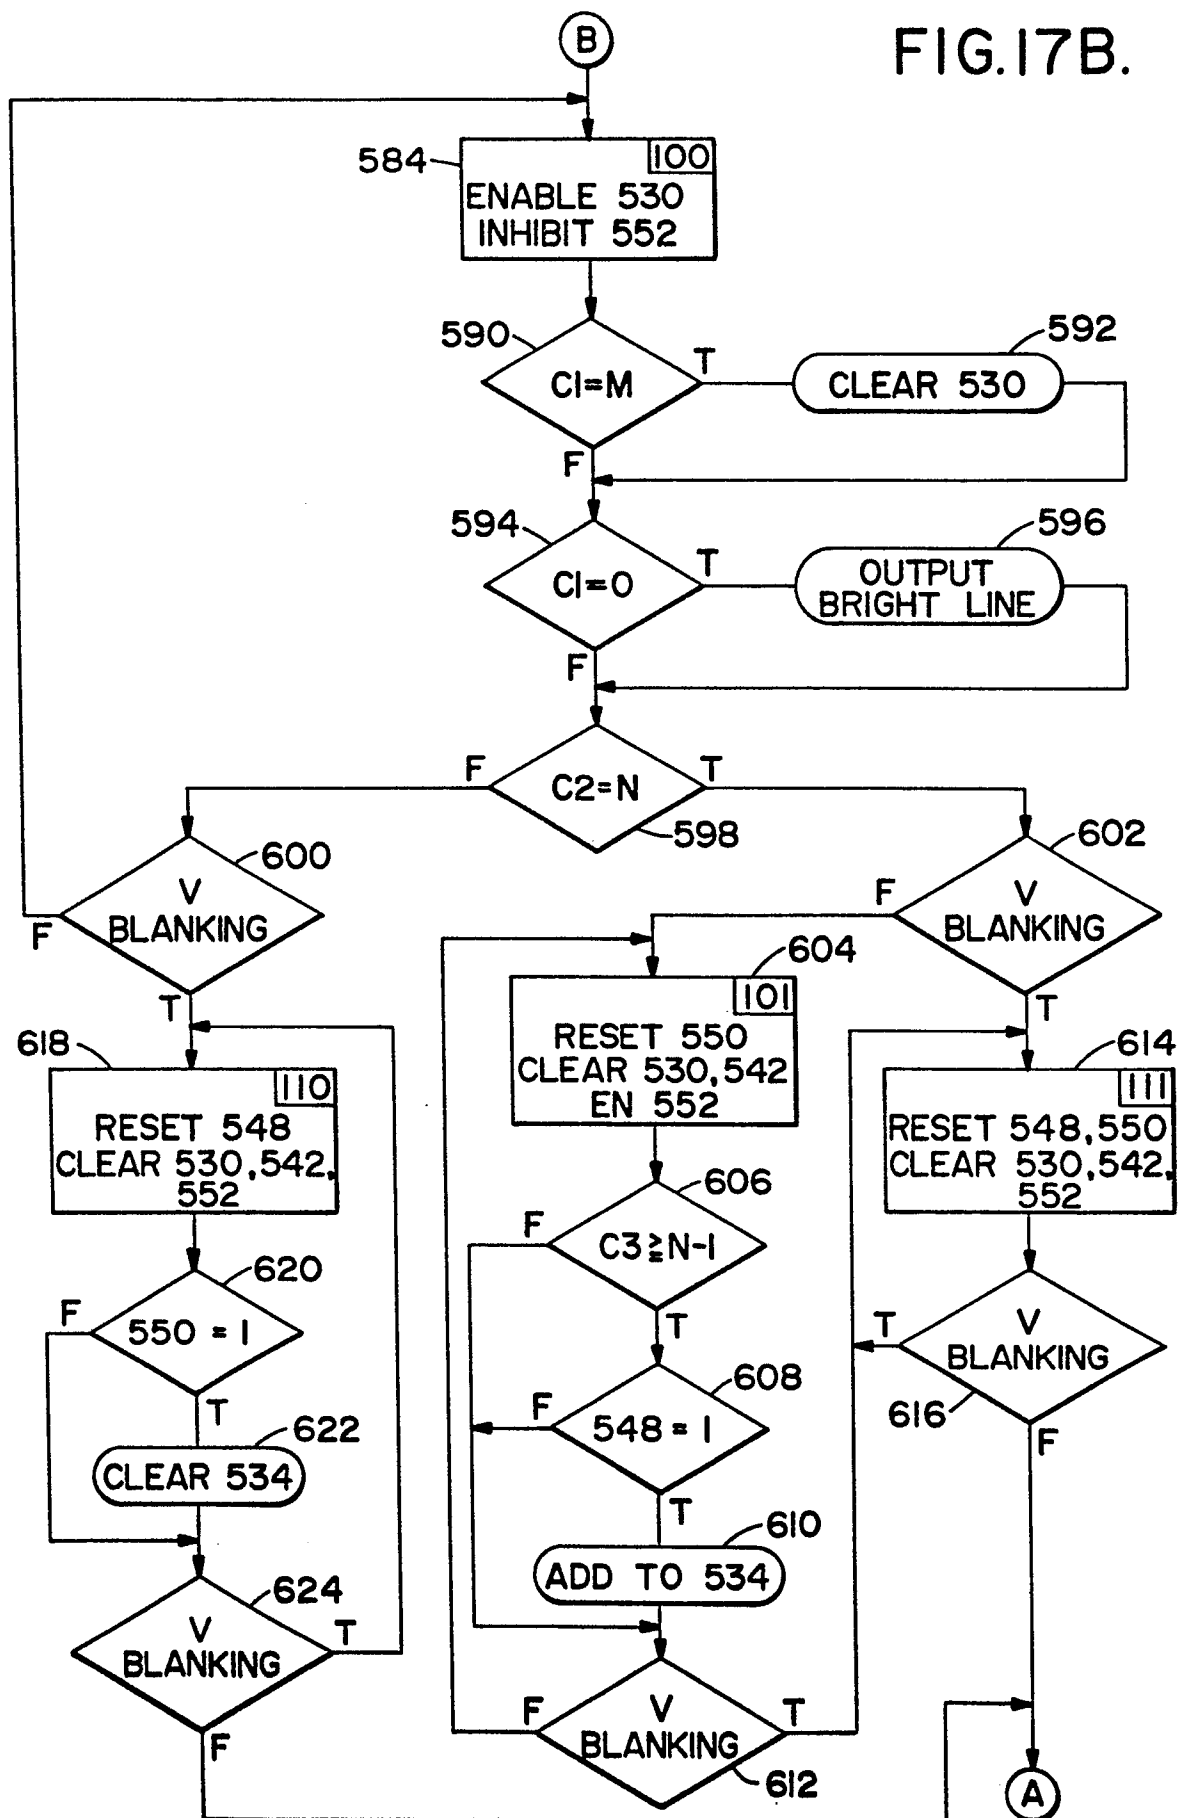 B
FIG.17B.
584
100
ENABLE 530
INHIBIT 552
590
C1=M
T
F
592
CLEAR 530
594
C1=0
T
F
596
OUTPUT
BRIGHT LINE
F
C2=N
T
598
600
V
BLANKING
F
T
602
V
BLANKING
F
T
604
101
RESET 550
CLEAR 530,542
EN 552
618
110
RESET 548
CLEAR 530,542,
552
614
111
RESET 548,550
CLEAR 530,542,
552
606
F
C3≧N-1
T
620
F
550 = 1
T
T
V
BLANKING
616
F
608
F
548 = 1
T
622
CLEAR 534
610
ADD TO 534
624
V
BLANKING
T
F
F
V
BLANKING
T
612
A